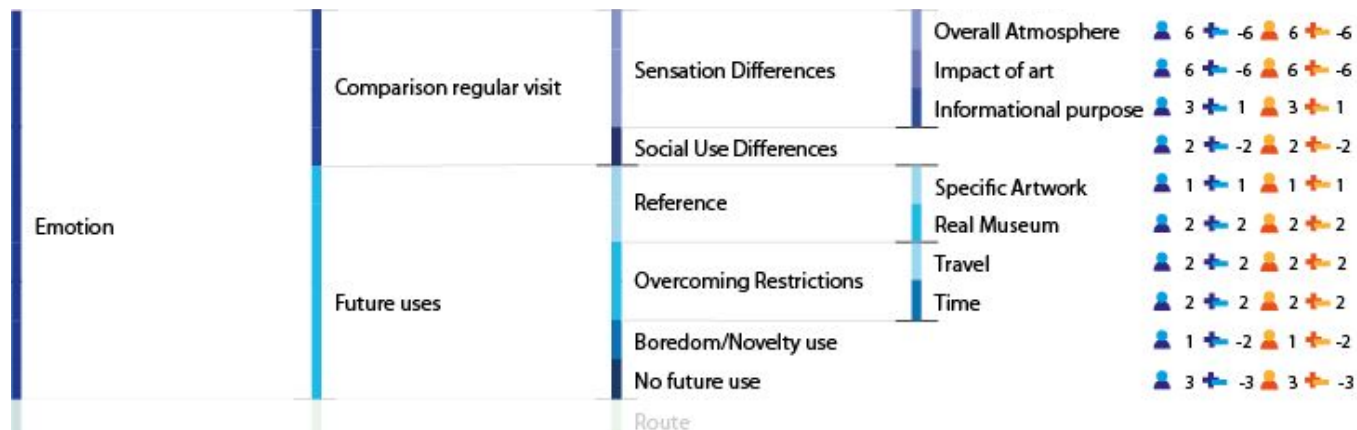 Overall Atmosphere 6 -6 6 -6
Sensation Differences Impact of art 6 -6 6 -6
Comparison regular visit
Informational purpose 3 1 3 1
Social Use Differences 2 -2 2 -2
Specific Artwork 1 1 1 1
Reference
Emotion Real Museum 2 2 2 2
Travel 2 2 2 2
Overcoming Restrictions
Future uses Time 2 2 2 2
Boredom/Novelty use 1 -2 1 -2
No future use 3 -3 3 -3
Route